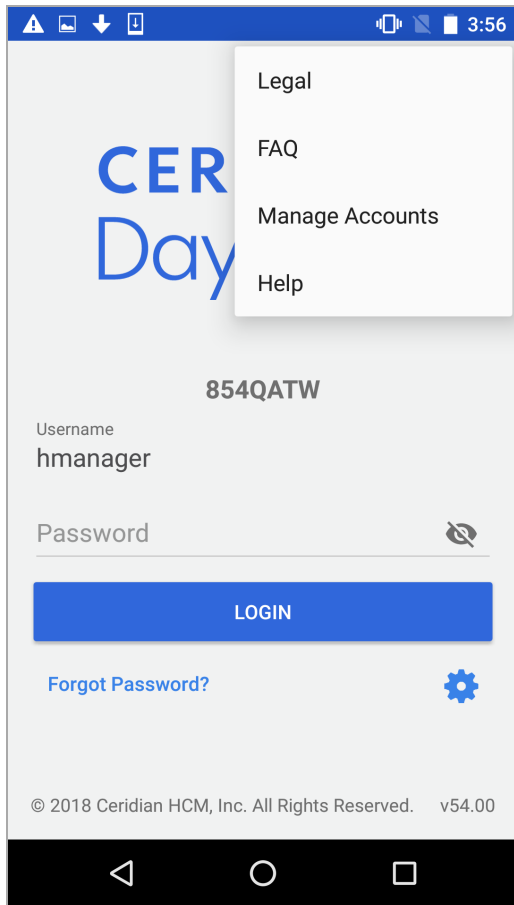 3:56
Legal
FAQ
Manage Accounts
Help
CER
Day
854QATW
Username
hmanager
Password
LOGIN
Forgot Password?
© 2018 Ceridian HCM, Inc. All Rights Reserved. v54.00